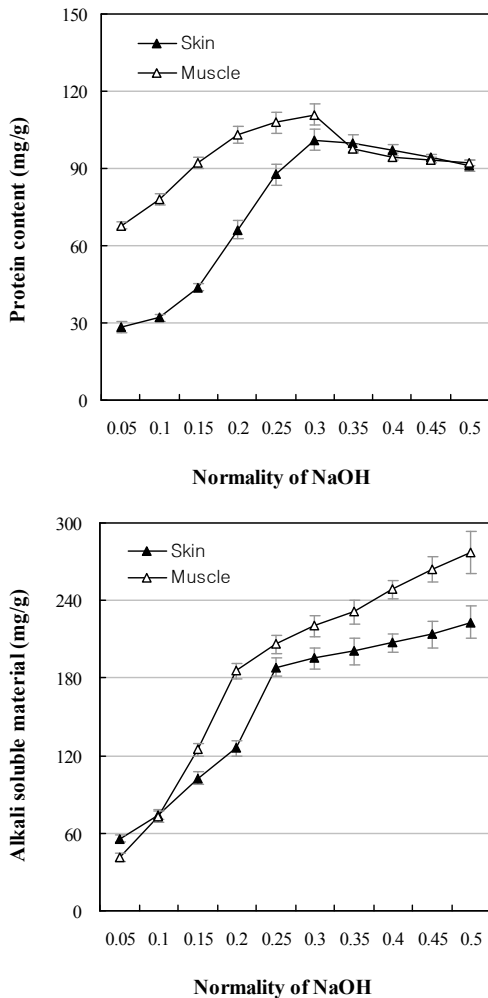 150
120
90
60
30
0
Protein content (mg/g)
Skin
Muscle
0.05 0.1 0.15 0.2 0.25 0.3 0.35 0.4 0.45 0.5
Normality of NaOH
300
240
180
120
60
0
Alkali soluble material (mg/g)
Skin
Muscle
0.05 0.1 0.15 0.2 0.25 0.3 0.35 0.4 0.45 0.5
Normality of NaOH